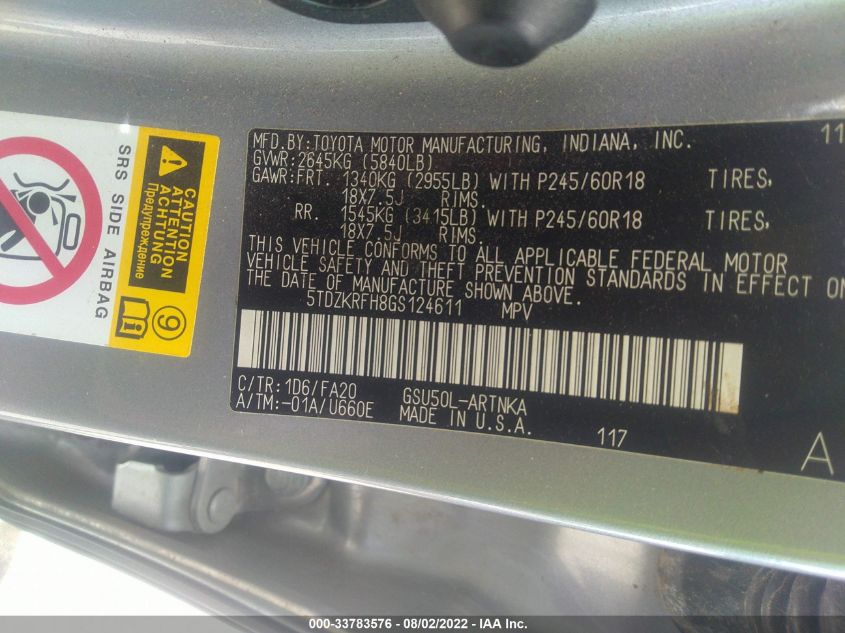 SRS SIDE AIRBAG
CAUTION
ATTENTION
ACHTUNG
Предупреждение
9
MFD.BY:TOYOTA MOTOR MANUFACTURING, INDIANA, INC. 11
GVWR:2645KG (5840LB)
GAWR:FRT. 1340KG (2955LB) WITH P245/60R18 TIRES,
18X7.5J RIMS.
RR. 1545KG (3415LB) WITH P245/60R18 TIRES,
18X7.5J RIMS.
THIS VEHICLE CONFORMS TO ALL APPLICABLE FEDERAL MOTOR
VEHICLE SAFETY AND THEFT PREVENTION STANDARDS IN EFFECT ON
THE DATE OF MANUFACTURE SHOWN ABOVE.
5TDZKRFH8GS124611 MPV
C/TR:1D6/FA20 GSU50L-ARTNKA
A/TM:-01A/U660E MADE IN U.S.A.
117
A
000-33783576 - 08/02/2022 - IAA Inc.